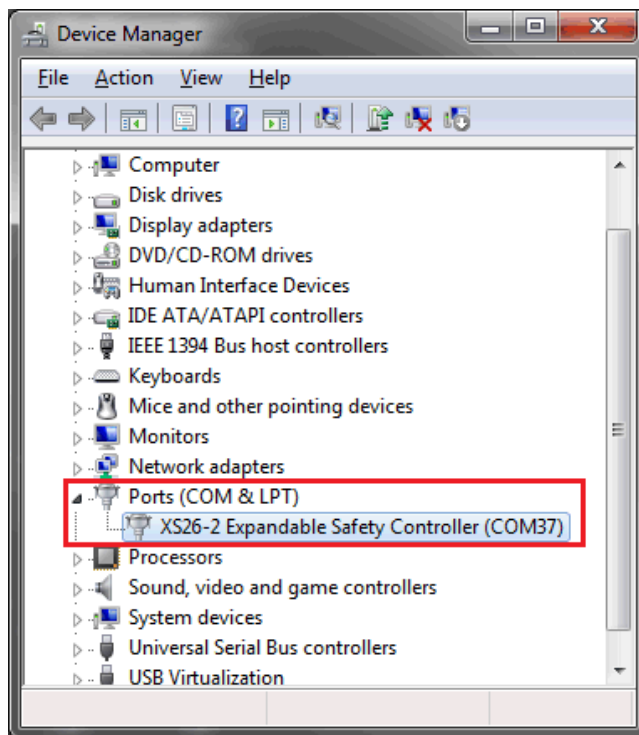 Device Manager
File Action View Help
Computer
Disk drives
Display adapters
DVD/CD-ROM drives
Human Interface Devices
IDE ATA/ATAPI controllers
IEEE 1394 Bus host controllers
Keyboards
Mice and other pointing devices
Monitors
Network adapters
Ports (COM & LPT)
XS26-2 Expandable Safety Controller (COM37)
Processors
Sound, video and game controllers
System devices
Universal Serial Bus controllers
USB Virtualization